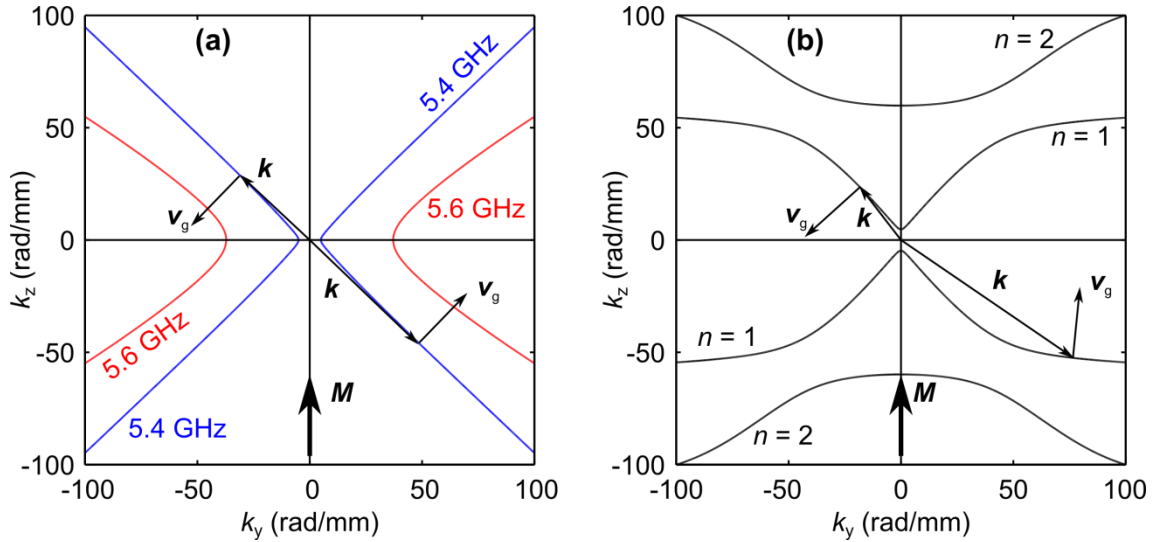 (a)
5.4 GHz
k
v_g
5.6 GHz
k
v_g
5.6 GHz
5.4 GHz
M
100
50
0
-50
-100
k_z (rad/mm)
-100
-50
0
50
100
k_y (rad/mm)
(b)
n = 2
n = 1
v_g
k
k
v_g
n = 1
M
n = 2
100
50
0
-50
-100
k_z (rad/mm)
-100
-50
0
50
100
k_y (rad/mm)